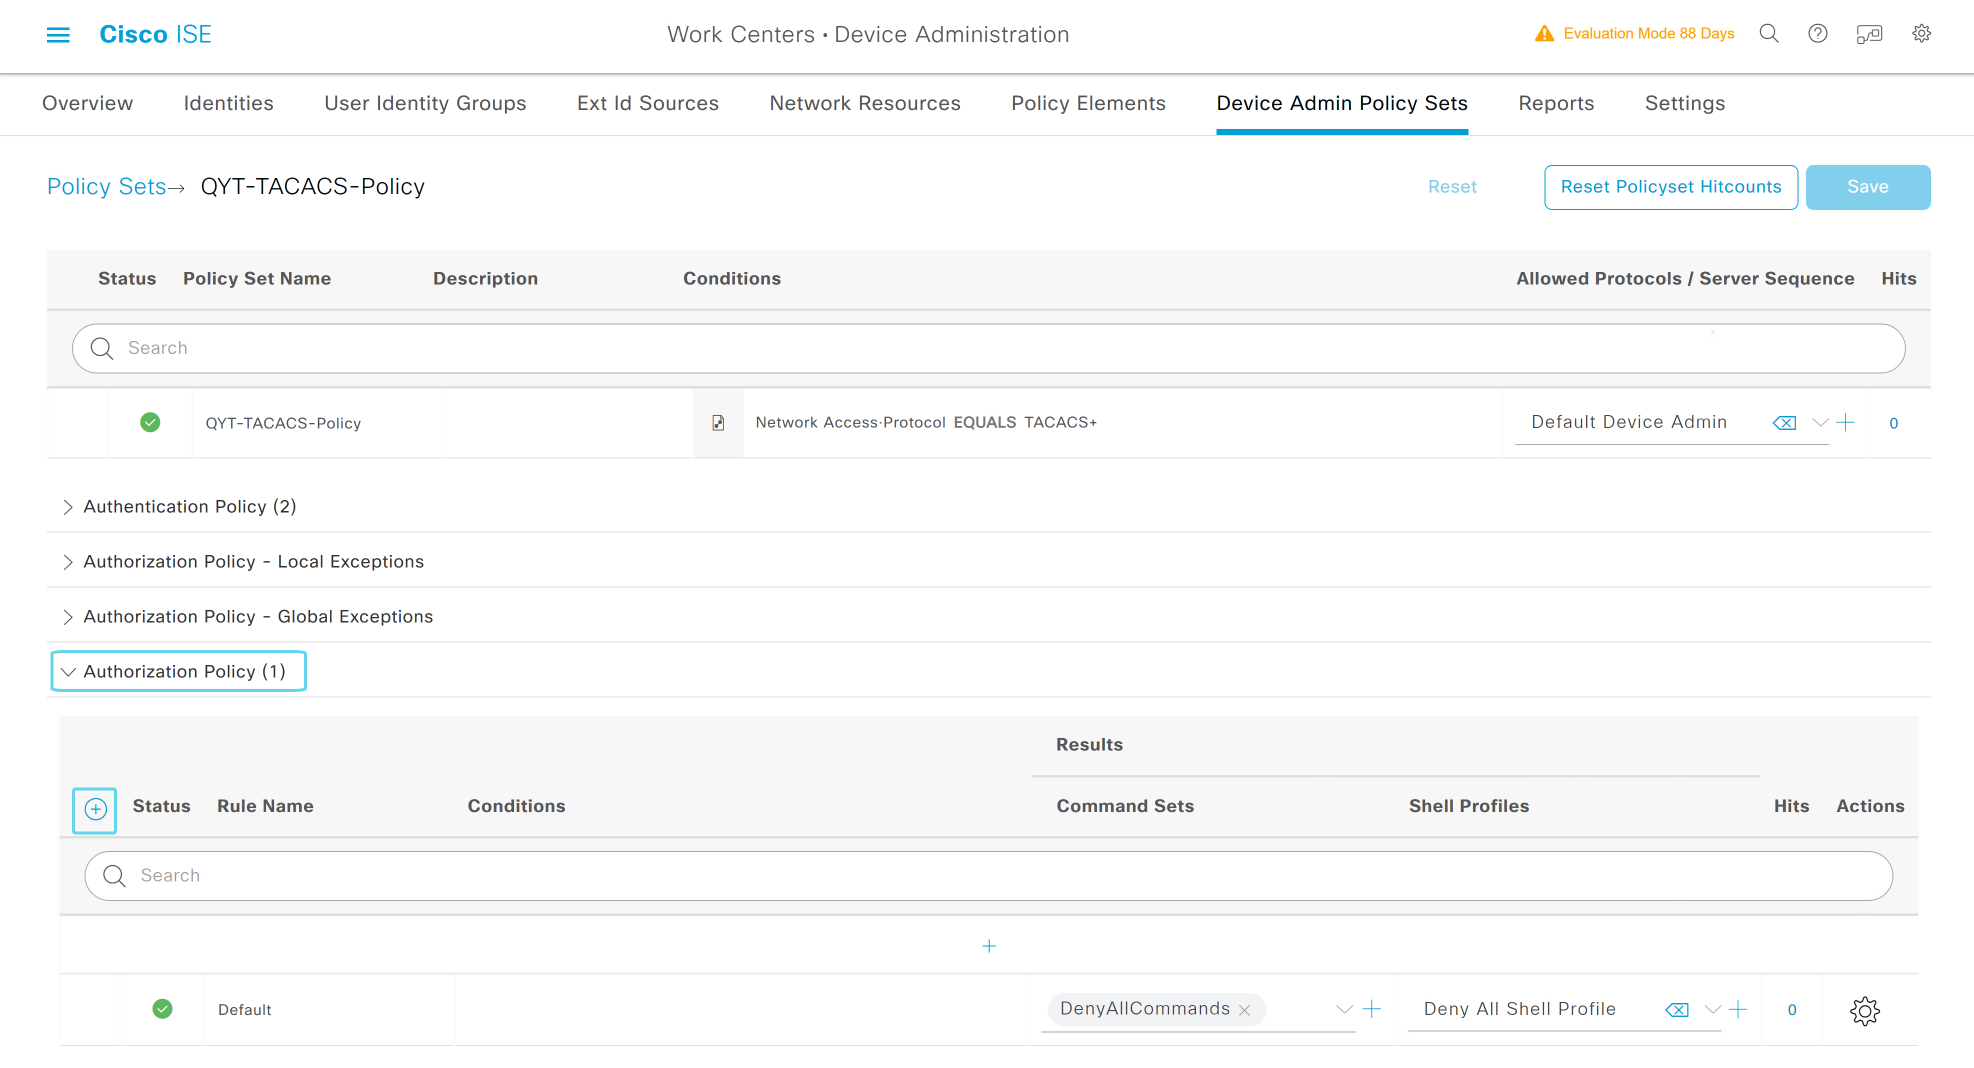 Cisco ISE
Work Centers • Device Administration
Evaluation Mode 88 Days
Overview Identities User Identity Groups Ext Id Sources Network Resources Policy Elements Device Admin Policy Sets Reports Settings
Policy Sets→ QYT-TACACS-Policy
Reset Reset Policyset Hitcounts Save
Status Policy Set Name Description Conditions Allowed Protocols / Server Sequence Hits
Search
QYT-TACACS-Policy Network Access·Protocol EQUALS TACACS+ Default Device Admin 0
Authentication Policy (2)
Authorization Policy - Local Exceptions
Authorization Policy - Global Exceptions
Authorization Policy (1)
Results
Status Rule Name Conditions Command Sets Shell Profiles Hits Actions
Search
Default DenyAllCommands Deny All Shell Profile 0